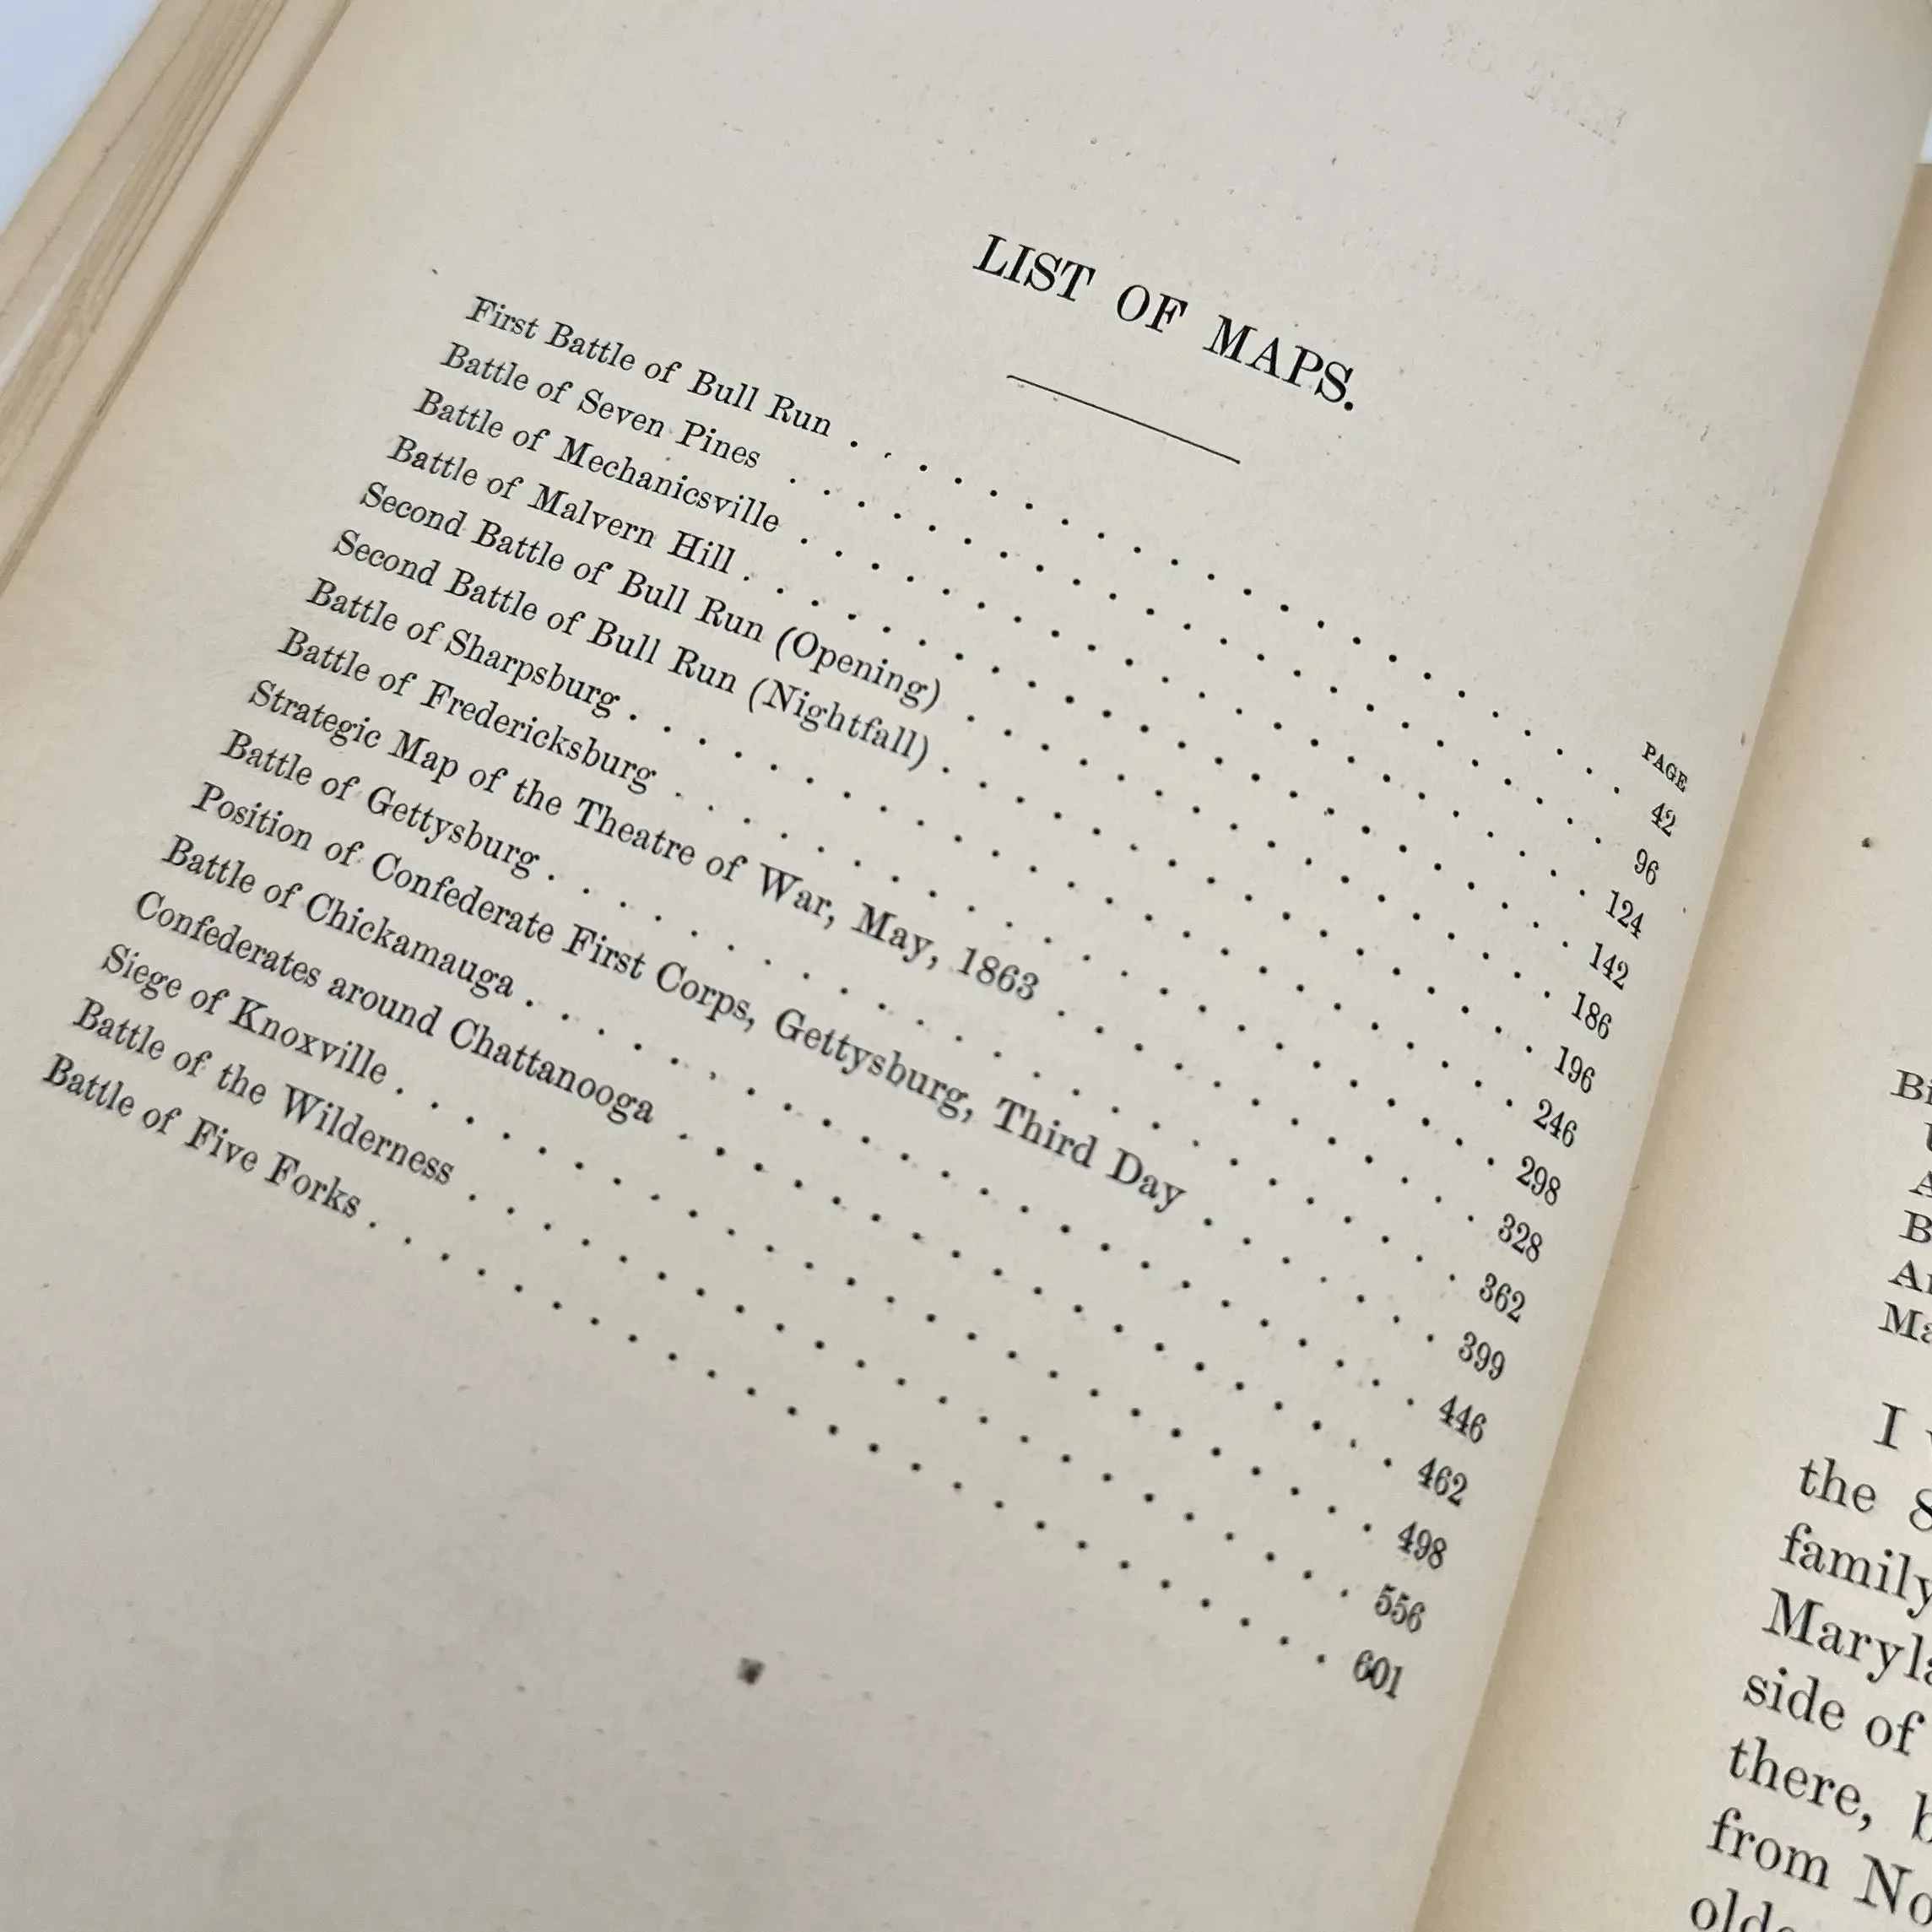 LIST OF MAPS.
PAGE
First Battle of Bull Run . . . . . . . . . . . . . . . . . . . . . . 42
Battle of Seven Pines . . . . . . . . . . . . . . . . . . . . . . . 96
Battle of Mechanicsville . . . . . . . . . . . . . . . . . . . . . . 124
Battle of Malvern Hill . . . . . . . . . . . . . . . . . . . . . . . 142
Second Battle of Bull Run (Opening) . . . . . . . . . . . . . . . . 186
Second Battle of Bull Run (Nightfall) . . . . . . . . . . . . . . . 196
Battle of Sharpsburg . . . . . . . . . . . . . . . . . . . . . . . . 246
Battle of Fredericksburg . . . . . . . . . . . . . . . . . . . . . . 298
Strategic Map of the Theatre of War, May, 1863 . . . . . . . . . . . 328
Battle of Gettysburg . . . . . . . . . . . . . . . . . . . . . . . . 362
Position of Confederate First Corps, Gettysburg, Third Day . . . . . 399
Battle of Chickamauga . . . . . . . . . . . . . . . . . . . . . . . 446
Confederates around Chattanooga . . . . . . . . . . . . . . . . . . 462
Siege of Knoxville . . . . . . . . . . . . . . . . . . . . . . . . . 498
Battle of the Wilderness . . . . . . . . . . . . . . . . . . . . . . 556
Battle of Five Forks . . . . . . . . . . . . . . . . . . . . . . . . 601
I
the
family
side of
there,
from